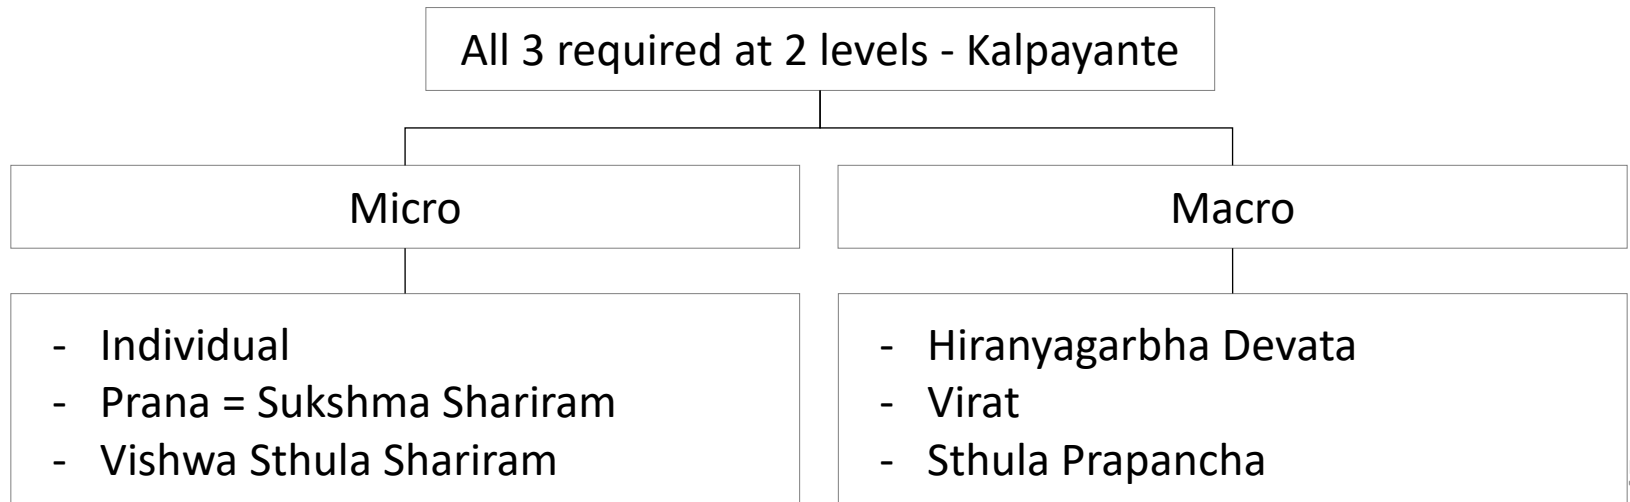 All 3 required at 2 levels - Kalpayante
Micro
Macro
- Individual
- Prana = Sukshma Shariram
- Vishwa Sthula Shariram
- Hiranyagarbha Devata
- Virat
- Sthula Prapancha